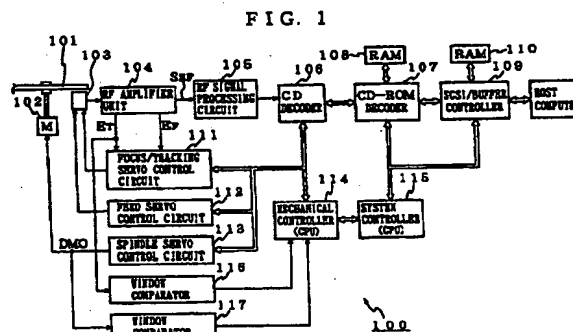 FIG. 1
101
103
104
SRF
105
106
108
RAM
107
RAM
110
109
102
M
RF AMPLIFIER
UNIT
RF SIGNAL
PROCESSING
CIRCUIT
CD
DECODER
CD-ROM
DECODER
SCSI/BUFFER
CONTROLLER
HOST
ET
EF
111
FOCUS/TRACKING
SERVO CONTROL
CIRCUIT
112
FEED SERVO
CONTROL CIRCUIT
113
DMO
SPINDLE SERVO
CONTROL CIRCUIT
114
MECHANICAL
CONTROLLER
(CPU)
115
SYSTEM
CONTROLLER
(CPU)
116
WINDOW
COMPARATOR
117
WINDOW
COMPARATOR
100